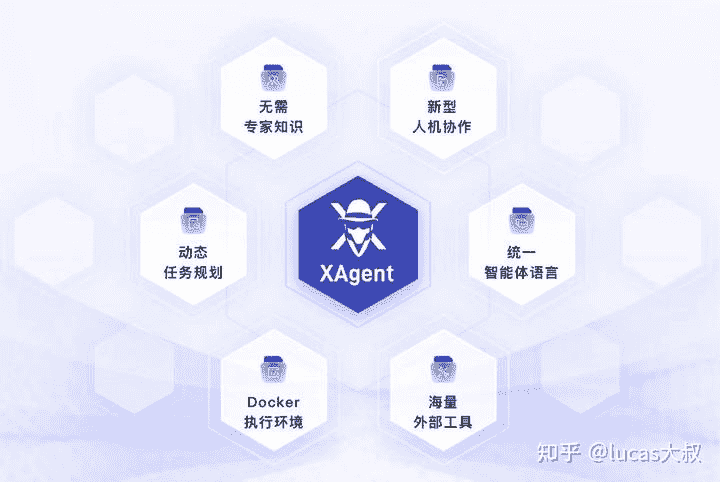 无需
专家知识
新型
人机协作
动态
任务规划
XAgent
统一
智能体语言
Docker
执行环境
海量
外部工具
知乎 @lucas大叔